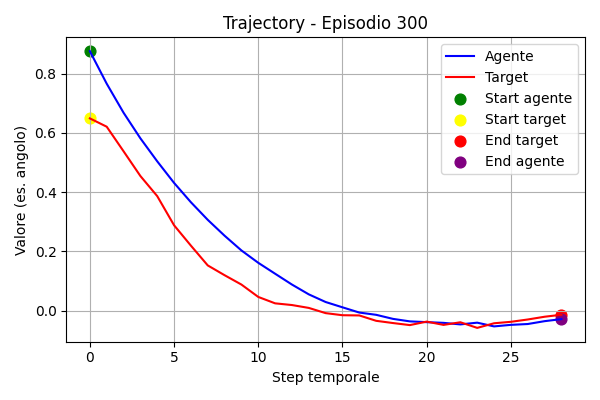 Trajectory - Episodio 300
Valore (es. angolo)
0.8
0.6
0.4
0.2
0.0
Agente
Target
Start agente
Start target
End target
End agente
0 5 10 15 20 25
Step temporale